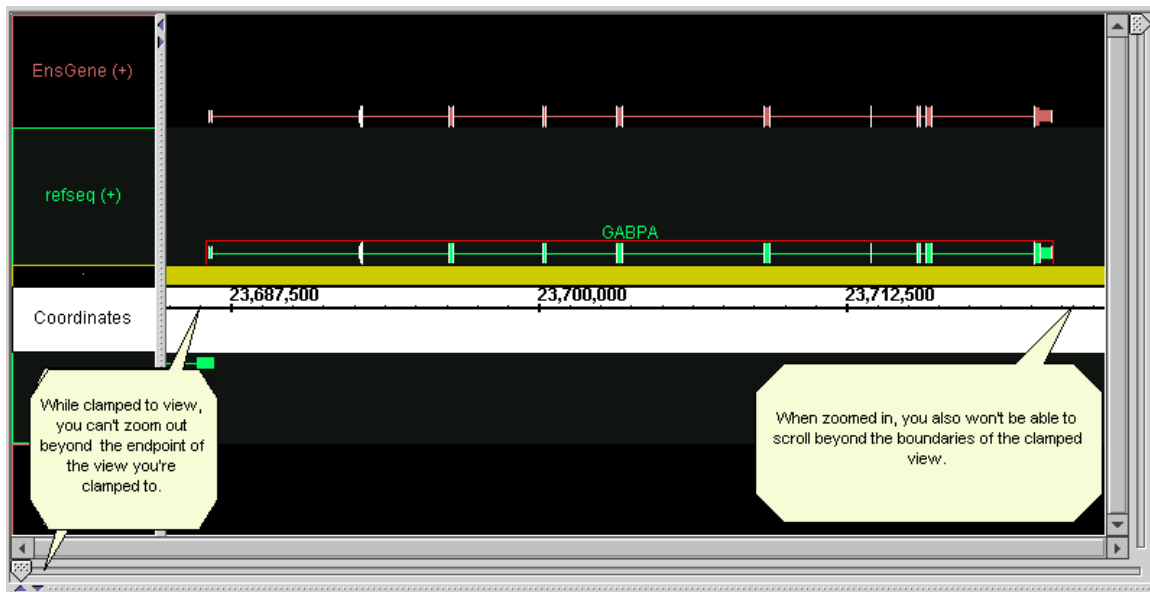 EnsGene (+)
refseq (+)
GABPA
23,687,500 23,700,000 23,712,500
Coordinates
While clamped to view,
you can't zoom out
beyond the endpoint of
the view you're
clamped to.
When zoomed in, you also won't be able to
scroll beyond the boundaries of the clamped
view.